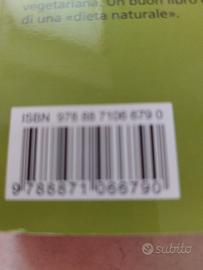 vegetariana. Un buon libro
di una «dieta naturale».
ISBN 978 88 7106 679 0
9 788871 066790
subito